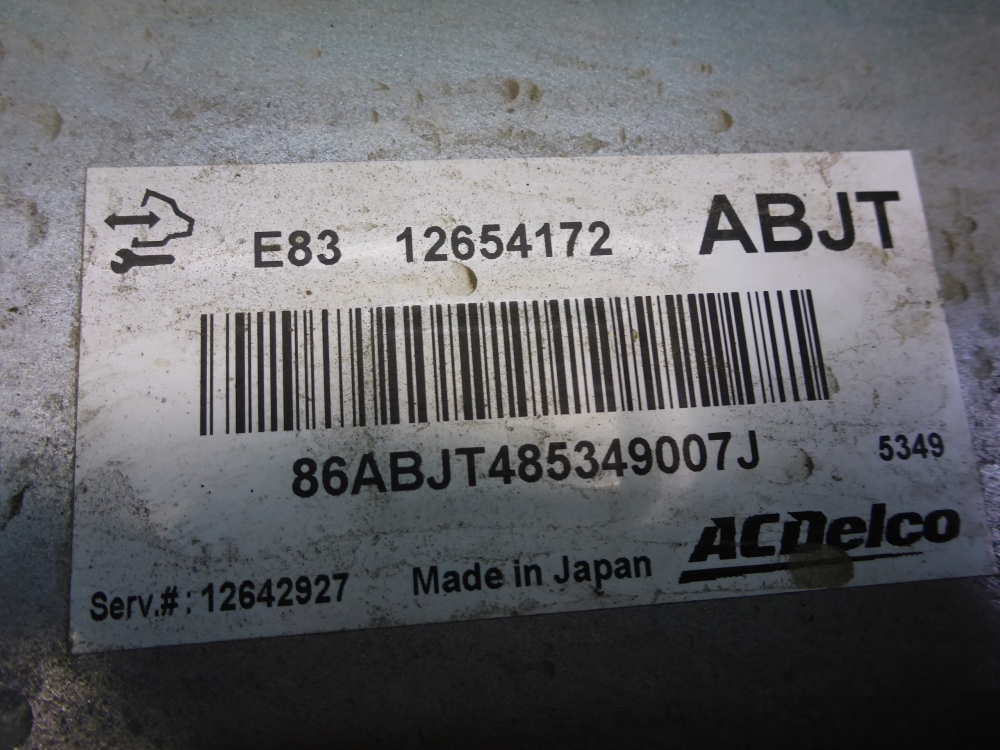 E83 12654172 ABJT
86ABJT485349007J 5349
Serv.#: 12642927 Made in Japan ACDelco